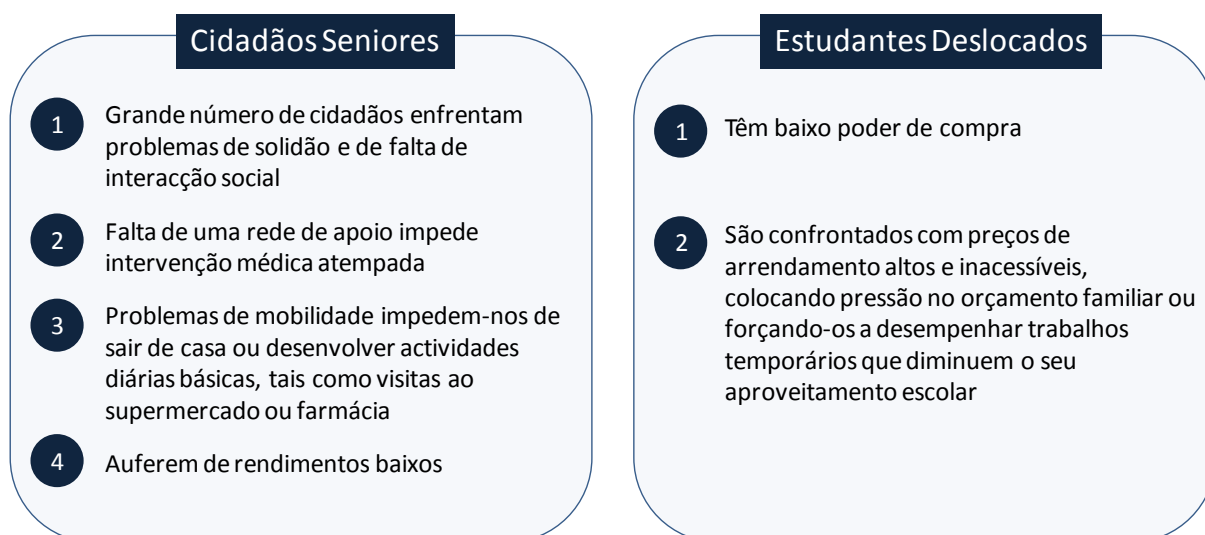 Cidadãos Seniores
1
Grande número de cidadãos enfrentam
problemas de solidão e de falta de
interacção social
2
Falta de uma rede de apoio impede
intervenção médica atempada
3
Problemas de mobilidade impedem-nos de
sair de casa ou desenvolver actividades
diárias básicas, tais como visitas ao
supermercado ou farmácia
4
Auferem de rendimentos baixos
Estudantes Deslocados
1
Têm baixo poder de compra
2
São confrontados com preços de
arrendamento altos e inacessíveis,
colocando pressão no orçamento familiar ou
forçando-os a desempenhar trabalhos
temporários que diminuem o seu
aproveitamento escolar